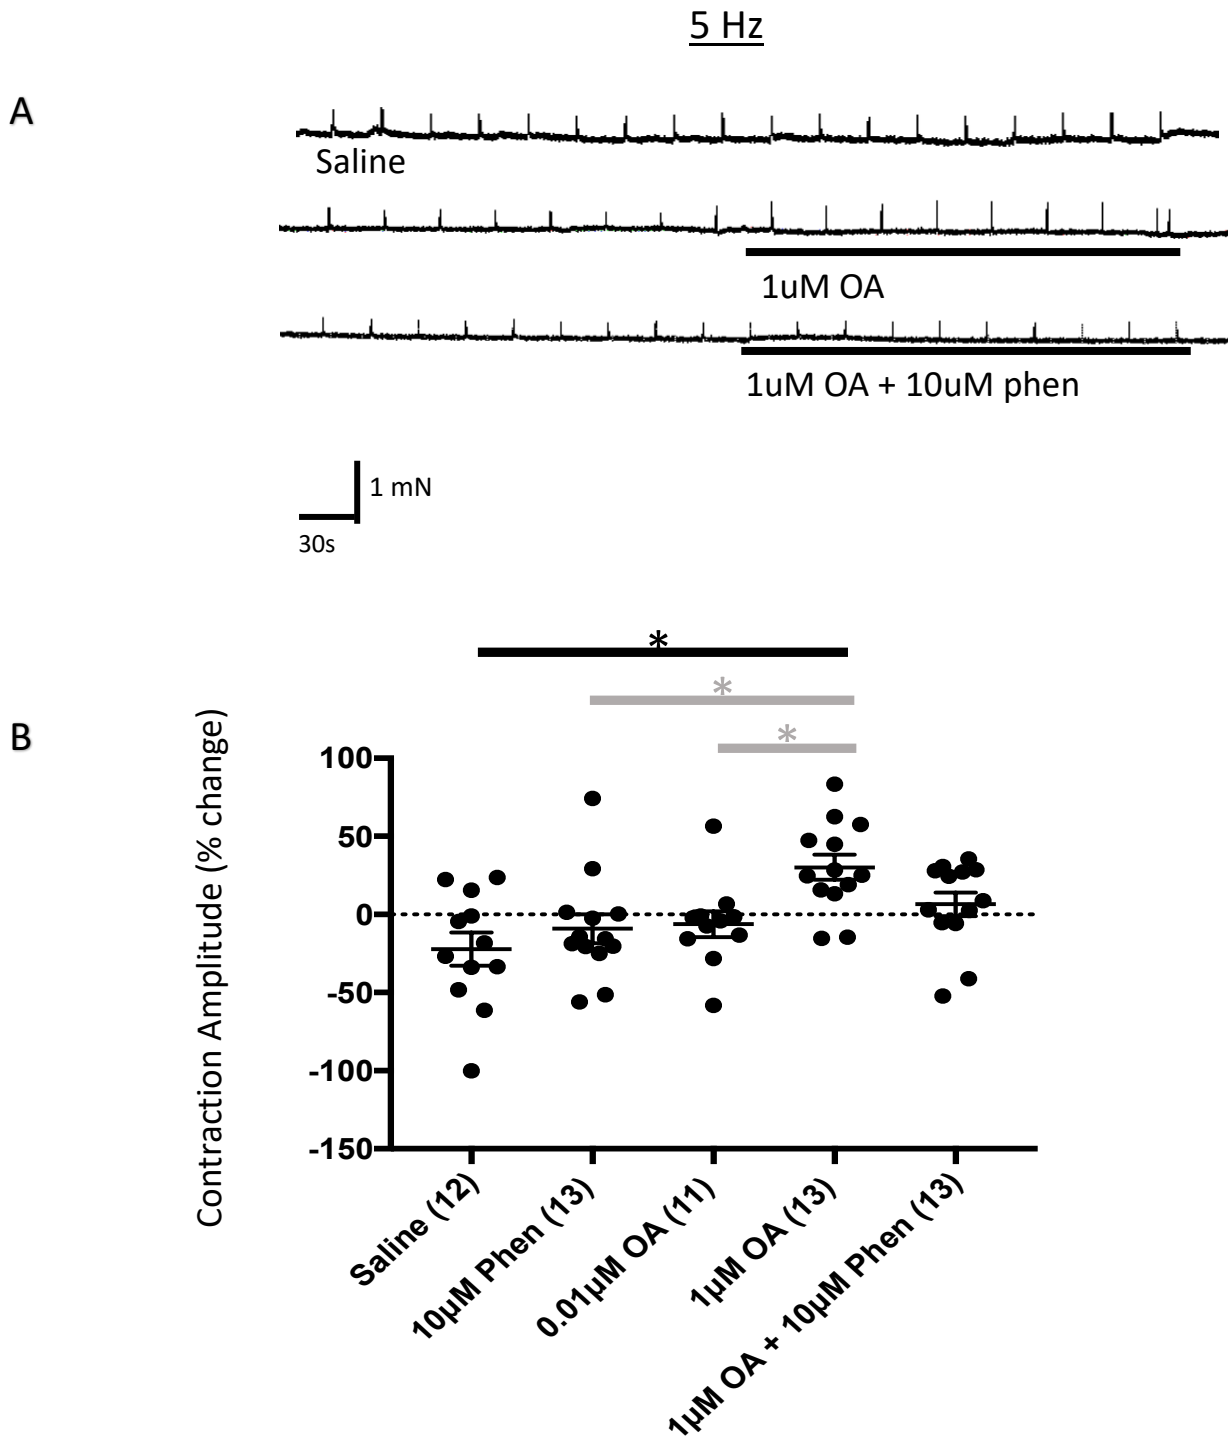 5 Hz
A
Saline
1uM OA
1uM OA + 10uM phen
1 mN
30s
*
*
*
B
Contraction Amplitude (% change)
100
50
0
-50
-100
-150
Saline (12)
10μM Phen (13)
0.01μM OA (11)
1μM OA (13)
1μM OA + 10μM Phen (13)